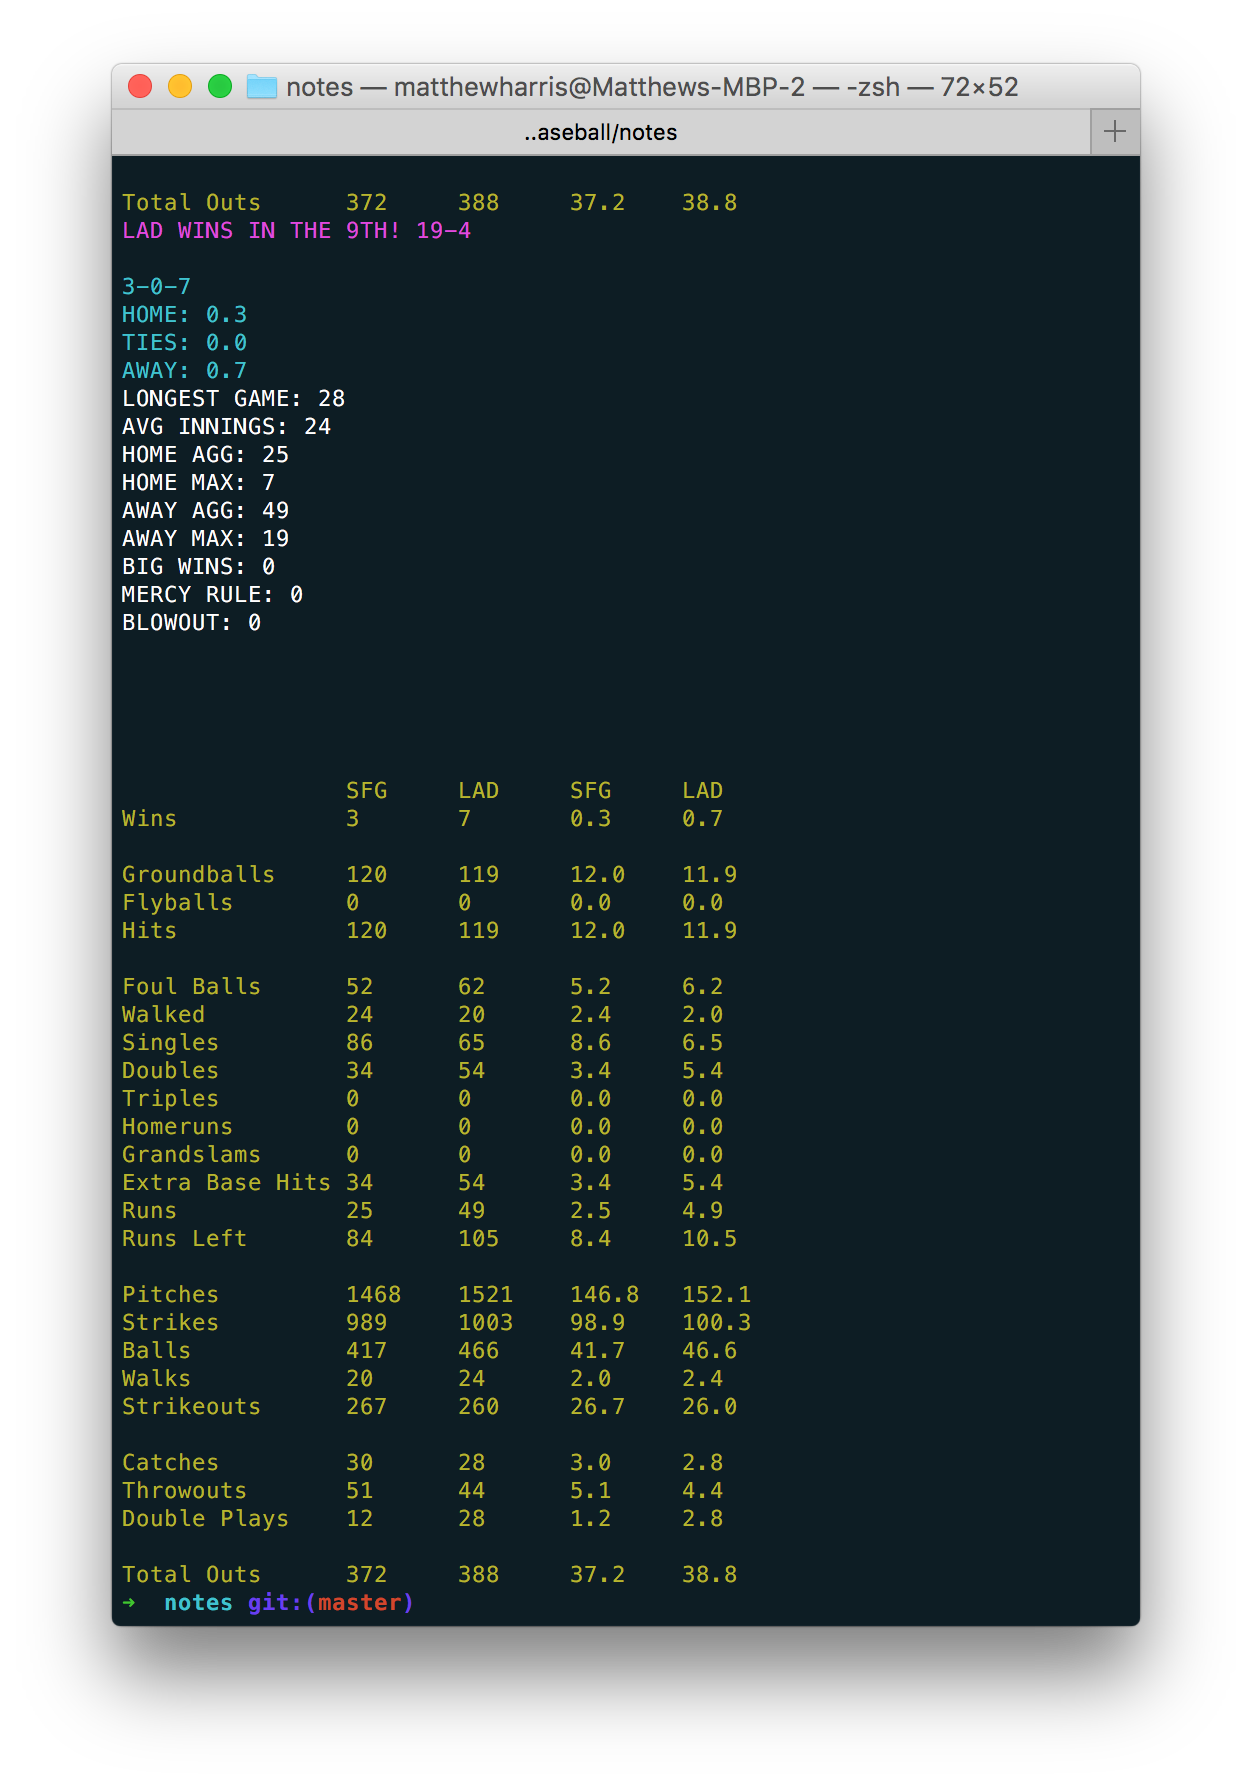 notes — matthewharris@Matthews-MBP-2 — -zsh — 72×52
..aseball/notes
Total Outs 372 388 37.2 38.8
LAD WINS IN THE 9TH! 19-4
3-0-7
HOME: 0.3
TIES: 0.0
AWAY: 0.7
LONGEST GAME: 28
AVG INNINGS: 24
HOME AGG: 25
HOME MAX: 7
AWAY AGG: 49
AWAY MAX: 19
BIG WINS: 0
MERCY RULE: 0
BLOWOUT: 0
SFG LAD SFG LAD
Wins 3 7 0.3 0.7
Groundballs 120 119 12.0 11.9
Flyballs 0 0 0.0 0.0
Hits 120 119 12.0 11.9
Foul Balls 52 62 5.2 6.2
Walked 24 20 2.4 2.0
Singles 86 65 8.6 6.5
Doubles 34 54 3.4 5.4
Triples 0 0 0.0 0.0
Homeruns 0 0 0.0 0.0
Grandslams 0 0 0.0 0.0
Extra Base Hits 34 54 3.4 5.4
Runs 25 49 2.5 4.9
Runs Left 84 105 8.4 10.5
Pitches 1468 1521 146.8 152.1
Strikes 989 1003 98.9 100.3
Balls 417 466 41.7 46.6
Walks 20 24 2.0 2.4
Strikeouts 267 260 26.7 26.0
Catches 30 28 3.0 2.8
Throwouts 51 44 5.1 4.4
Double Plays 12 28 1.2 2.8
Total Outs 372 388 37.2 38.8
➜ notes git:(master)